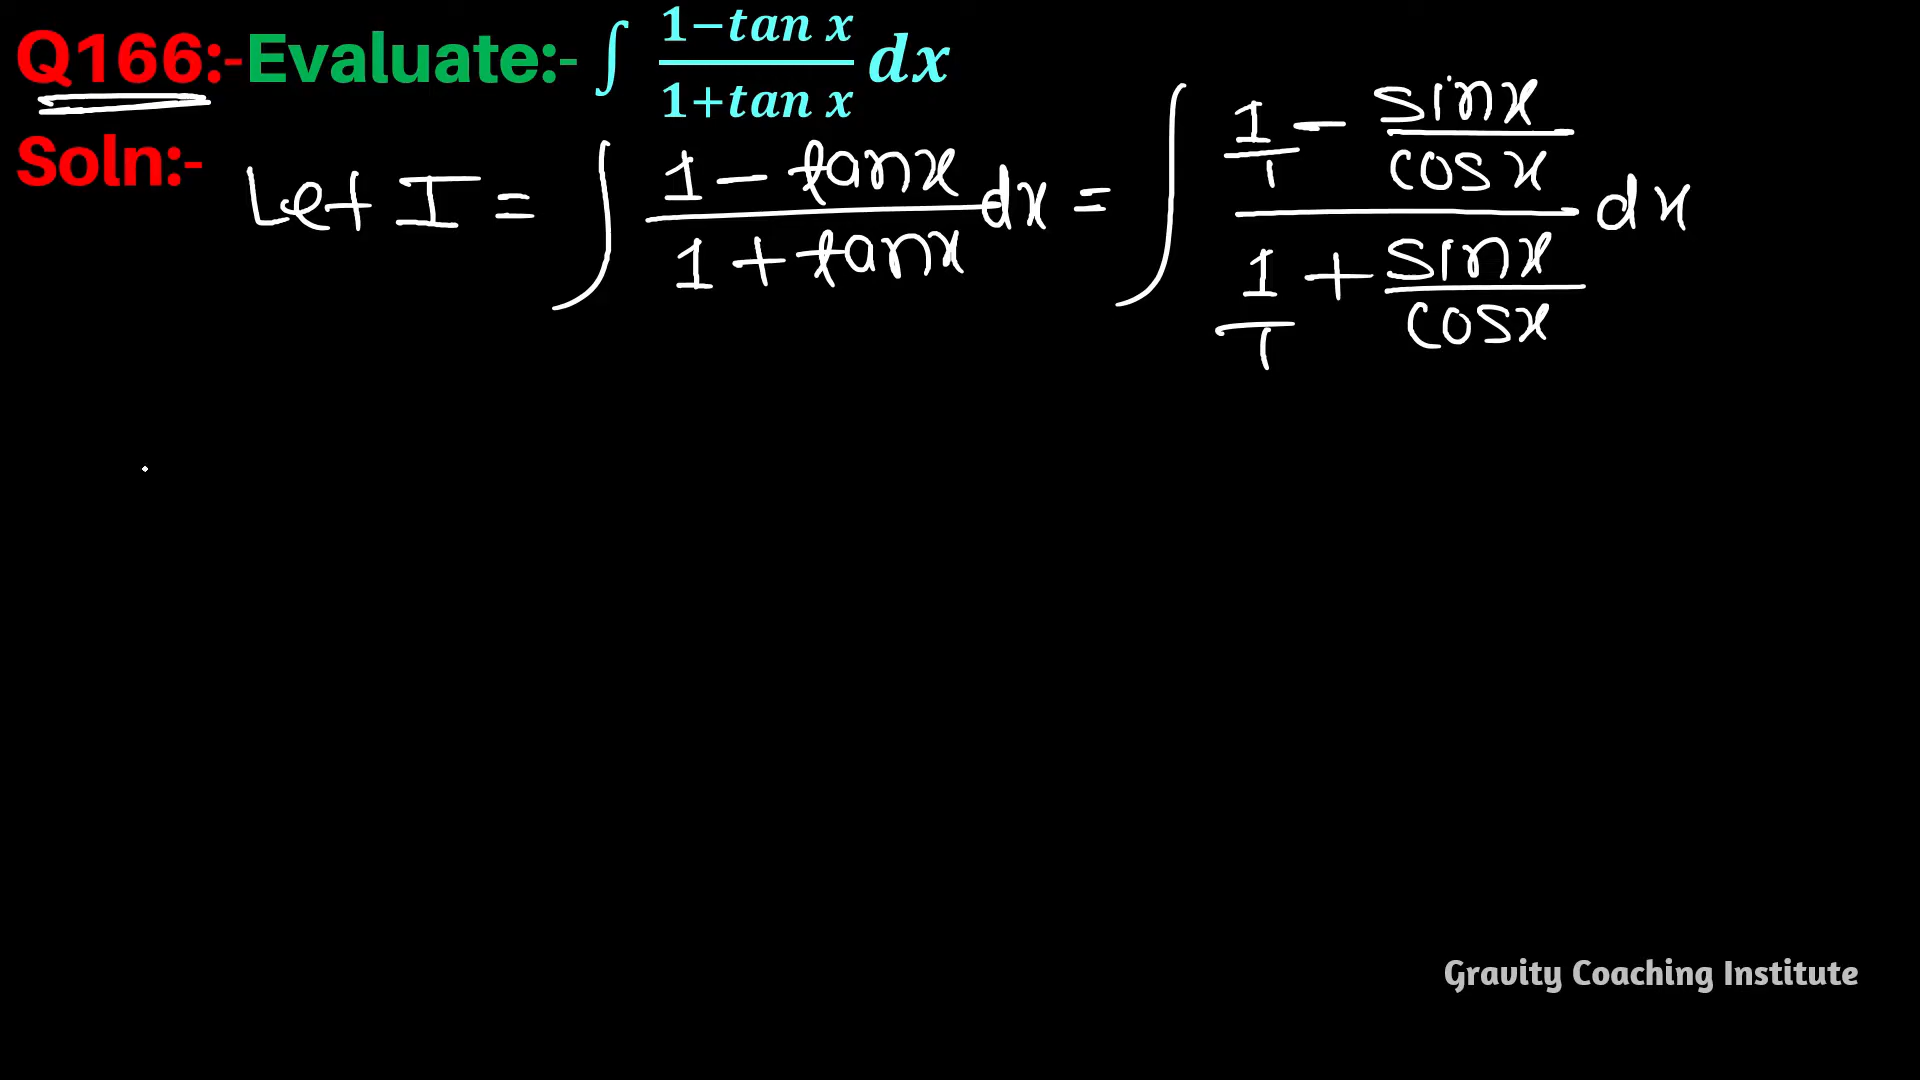 Q166:-Evaluate:- ∫ (1−tan x)/(1+tan x) dx
Soln:- Let I = ∫ (1 − tanx)/(1 + tanx) dx = ∫ (1/1 − sinx/cosx)/(1/1 + sinx/cosx) dx
Gravity Coaching Institute